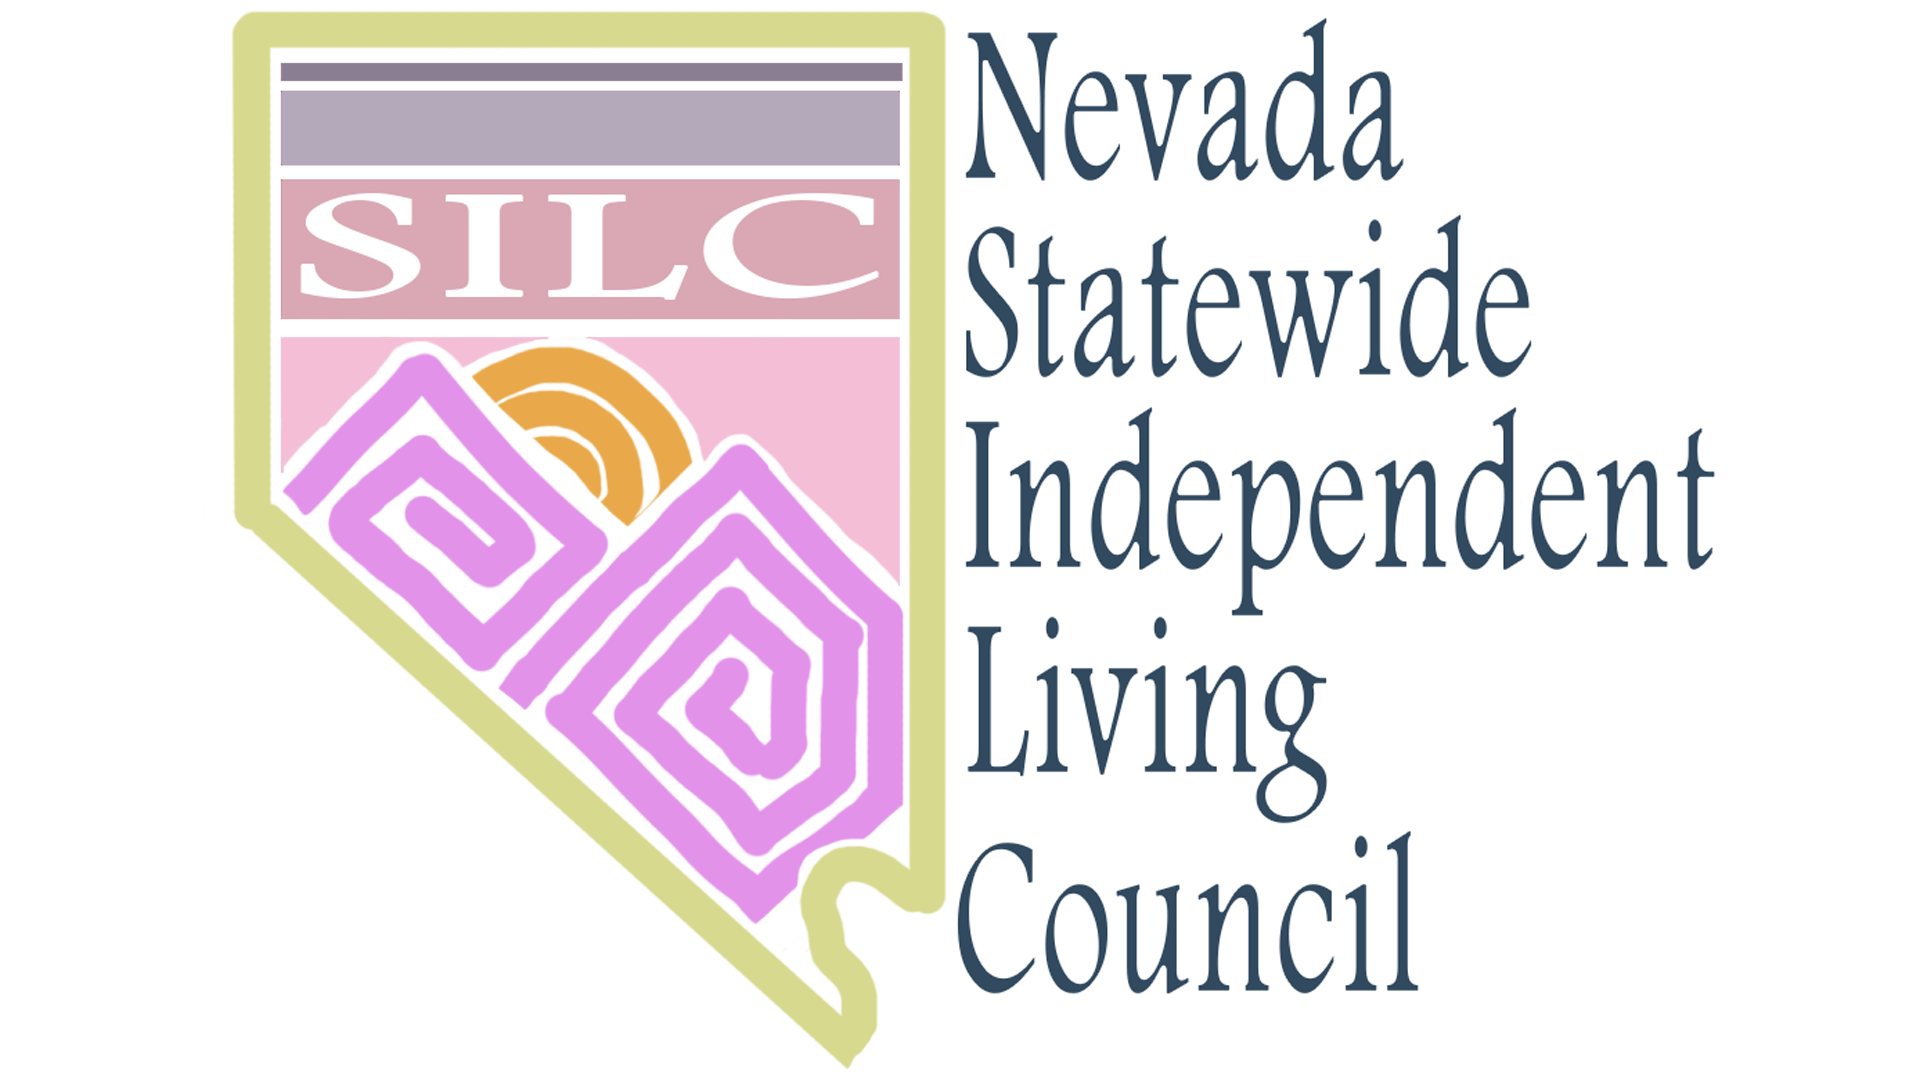 SILC
Nevada
Statewide
Independent
Living
Council